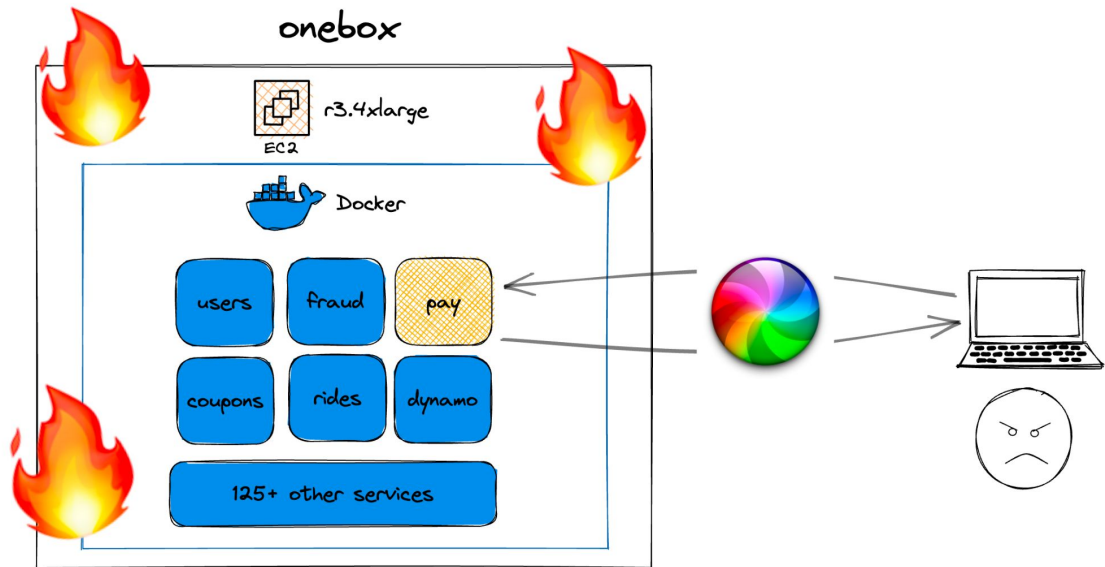 onebox
r3.4xlarge
EC2
Docker
users
fraud
pay
coupons
rides
dynamo
125+ other services